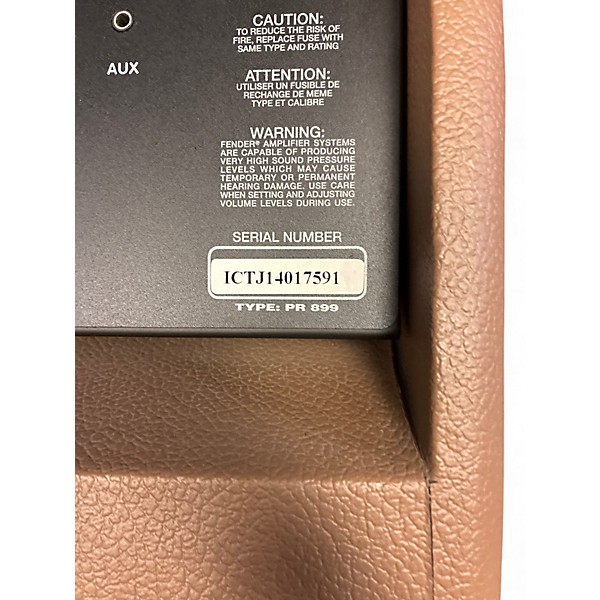 AUX
CAUTION:
TO REDUCE THE RISK OF
FIRE, REPLACE FUSE WITH
SAME TYPE AND RATING
ATTENTION:
UTILISER UN FUSIBLE DE
RECHANGE DE MEME
TYPE ET CALIBRE
WARNING:
FENDER® AMPLIFIER SYSTEMS
ARE CAPABLE OF PRODUCING
VERY HIGH SOUND PRESSURE
LEVELS WHICH MAY CAUSE
TEMPORARY OR PERMANENT
HEARING DAMAGE. USE CARE
WHEN SETTING AND ADJUSTING
VOLUME LEVELS DURING USE.
SERIAL NUMBER
ICTJ14017591
TYPE: PR 899